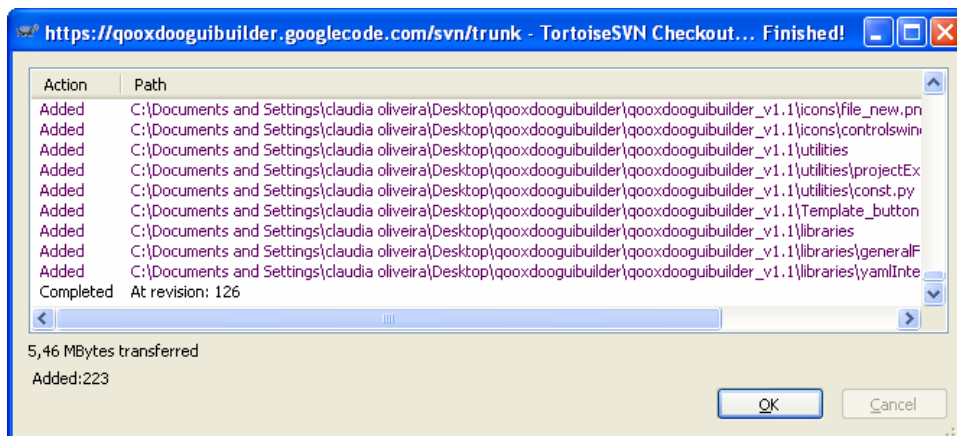 https://qooxdooguibuilder.googlecode.com/svn/trunk - TortoiseSVN Checkout... Finished!
Action Path
Added C:\Documents and Settings\claudia oliveira\Desktop\qooxdooguibuilder\qooxdooguibuilder_v1.1\icons\file_new.pn
Added C:\Documents and Settings\claudia oliveira\Desktop\qooxdooguibuilder\qooxdooguibuilder_v1.1\icons\controlswin
Added C:\Documents and Settings\claudia oliveira\Desktop\qooxdooguibuilder\qooxdooguibuilder_v1.1\utilities
Added C:\Documents and Settings\claudia oliveira\Desktop\qooxdooguibuilder\qooxdooguibuilder_v1.1\utilities\projectEx
Added C:\Documents and Settings\claudia oliveira\Desktop\qooxdooguibuilder\qooxdooguibuilder_v1.1\utilities\const.py
Added C:\Documents and Settings\claudia oliveira\Desktop\qooxdooguibuilder\qooxdooguibuilder_v1.1\Template_button
Added C:\Documents and Settings\claudia oliveira\Desktop\qooxdooguibuilder\qooxdooguibuilder_v1.1\libraries
Added C:\Documents and Settings\claudia oliveira\Desktop\qooxdooguibuilder\qooxdooguibuilder_v1.1\libraries\generalF
Added C:\Documents and Settings\claudia oliveira\Desktop\qooxdooguibuilder\qooxdooguibuilder_v1.1\libraries\yamlInte
Completed At revision: 126
5,46 MBytes transferred
Added:223
OK Cancel